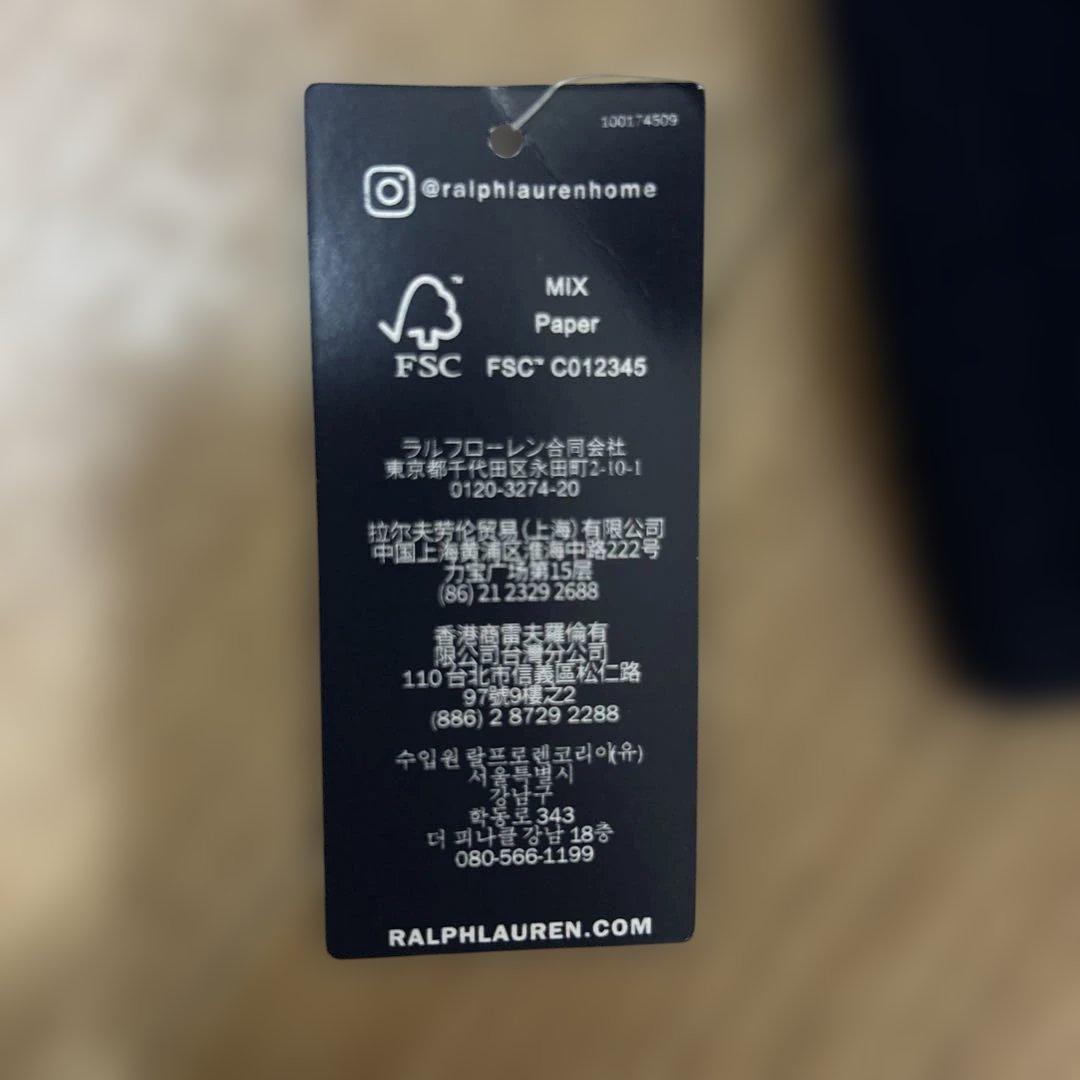 100174509
@ralphlaurenhome
MIX
Paper
FSC™ C012345
FSC™
ラルフローレン合同会社
東京都千代田区永田町2-10-1
0120-3274-20
拉尔夫劳伦贸易(上海)有限公司
中国上海黄浦区淮海中路222号
力宝广场第15层
(86) 21 2329 2688
香港商雷夫羅倫有
限公司台灣分公司
110 台北市信義區松仁路
97號9樓之2
(886) 2 8729 2288
수입원 랄프로렌코리아(유)
서울특별시
강남구
학동로 343
더 피나클 강남 18층
080-566-1199
RALPHLAUREN.COM